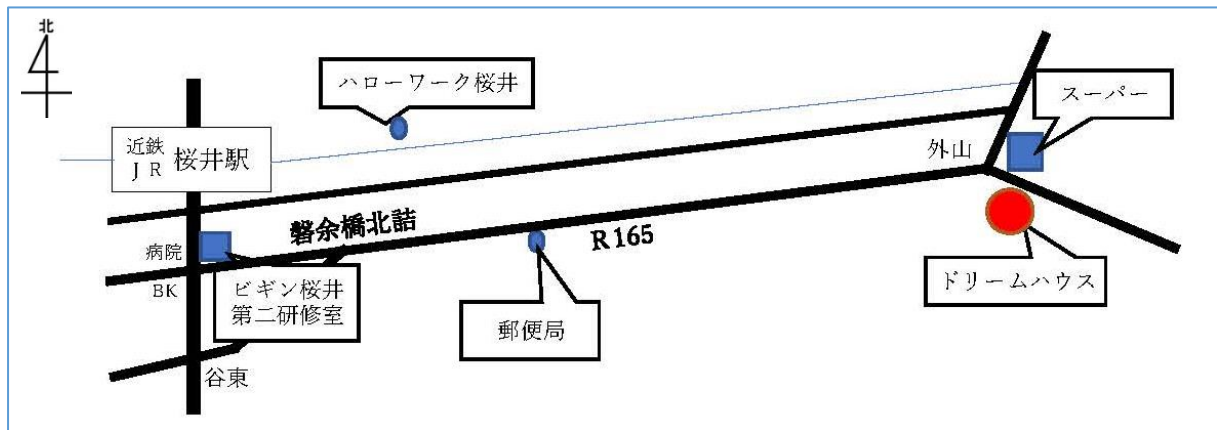 北
ハローワーク桜井
スーパー
近鉄
JR
桜井駅
外山
磐余橋北詰
R165
病院
BK
ビギン桜井
第二研修室
郵便局
ドリームハウス
谷東